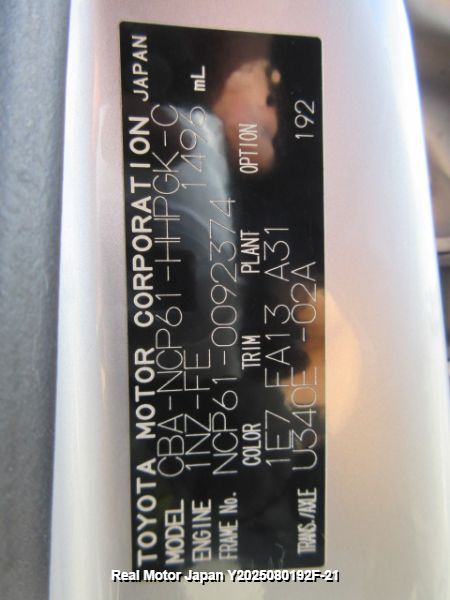 TOYOTA MOTOR CORPORATION JAPAN
MODEL CBA-NCP61-HHPGK-C
ENGINE 1NZ-FE 1496 mL
FRAME No. NCP61-0092374
COLOR TRIM PLANT OPTION
1E7 FA13 A31 192
TRANS./AXLE U340E -02A
Real Motor Japan Y2025080192F-21